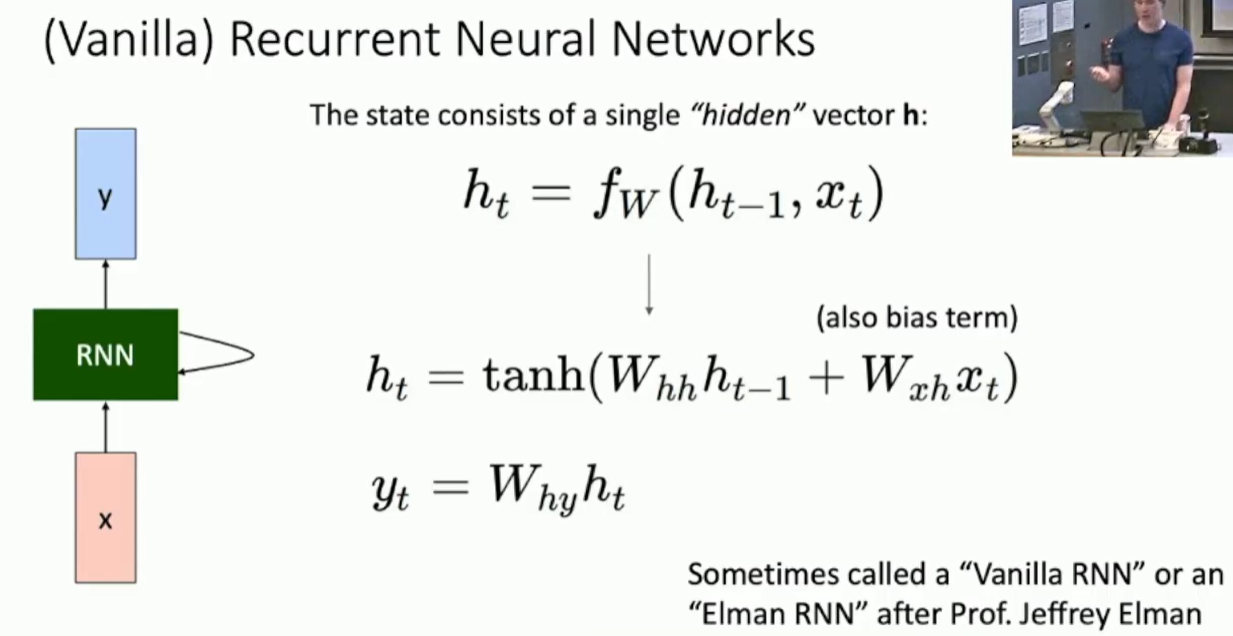 (Vanilla) Recurrent Neural Networks
The state consists of a single “hidden” vector h:
y
h_t = f_W(h_{t-1}, x_t)
(also bias term)
RNN
h_t = tanh(W_{hh}h_{t-1} + W_{xh}x_t)
y_t = W_{hy}h_t
x
Sometimes called a “Vanilla RNN” or an
“Elman RNN” after Prof. Jeffrey Elman